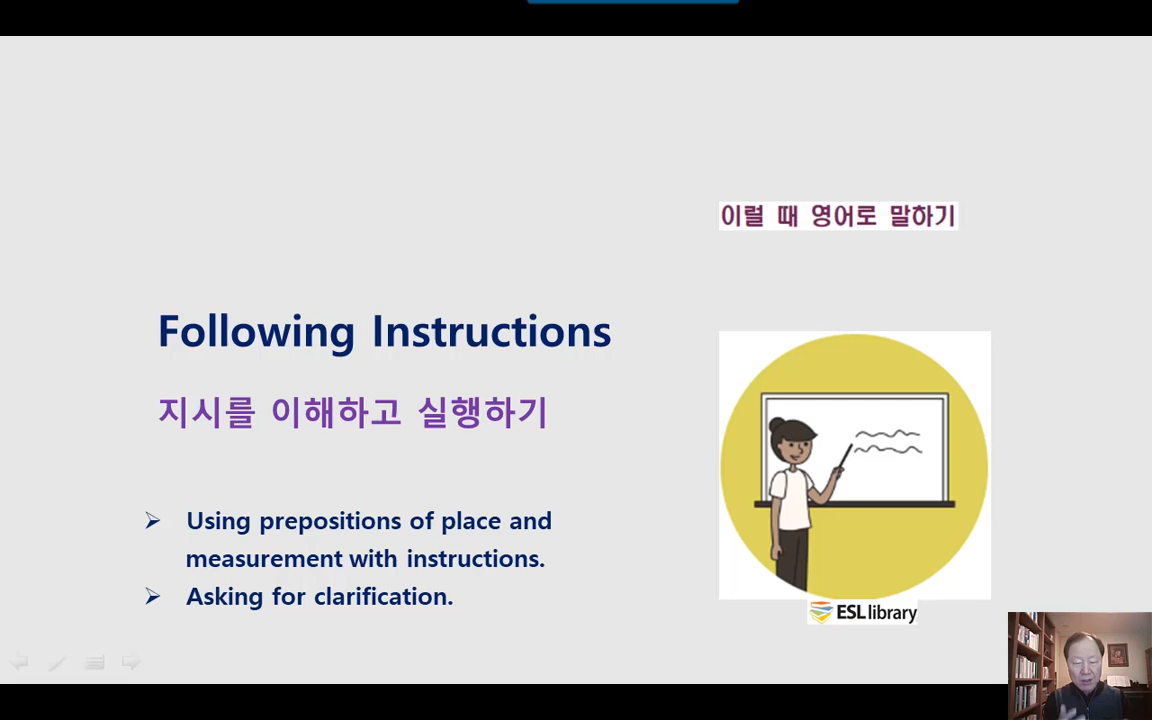 이럴 때 영어로 말하기
Following Instructions
지시를 이해하고 실행하기
Using prepositions of place and
measurement with instructions.
Asking for clarification.
ESL library